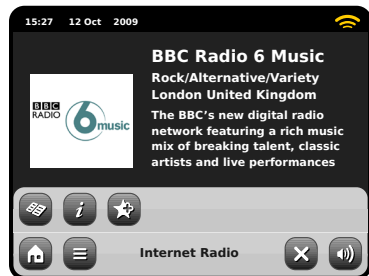 15:27 12 Oct 2009
BBC Radio 6 Music
Rock/Alternative/Variety
London United Kingdom
The BBC's new digital radio
network featuring a rich music
mix of breaking talent, classic
artists and live performances
BBC
RADIO
6
music
i
Internet Radio